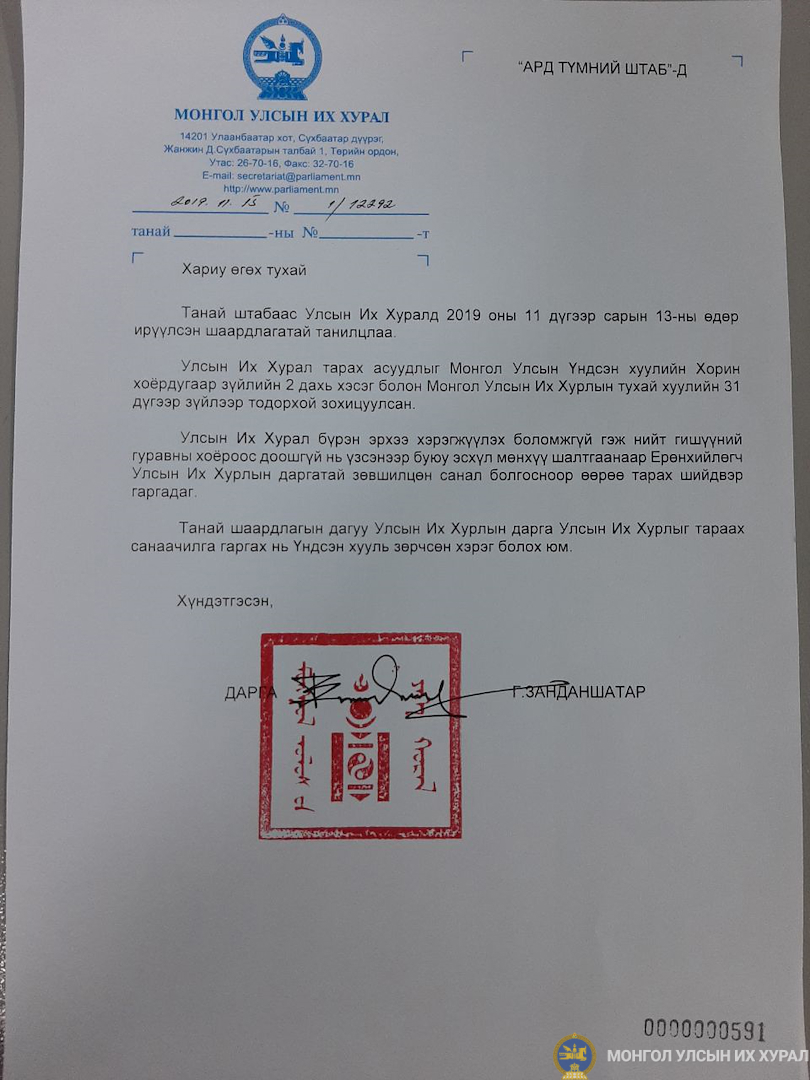 "АРД ТҮМНИЙ ШТАБ"-Д
МОНГОЛ УЛСЫН ИХ ХУРАЛ
14201 Улаанбаатар хот, Сүхбаатар дүүрэг,
Жанжин Д.Сүхбаатарын талбай 1, Төрийн ордон,
Утас: 26-70-16, Факс: 32-70-16
E-mail: secretariat@parliament.mn
http://www.parliament.mn
2019. 11. 15 № 1/12292
танай -ны № -т
Хариу өгөх тухай
Танай штабаас Улсын Их Хуралд 2019 оны 11 дүгээр сарын 13-ны өдөр
ирүүлсэн шаардлагатай танилцлаа.
Улсын Их Хурал тарах асуудлыг Монгол Улсын Үндсэн хуулийн Хорин
хоёрдугаар зүйлийн 2 дахь хэсэг болон Монгол Улсын Их Хурлын тухай хуулийн 31
дүгээр зүйлээр тодорхой зохицуулсан.
Улсын Их Хурал бүрэн эрхээ хэрэгжүүлэх боломжгүй гэж нийт гишүүний
гуравны хоёроос доошгүй нь үзсэнээр буюу эсхүл мөнхүү шалтгаанаар Ерөнхийлөгч
Улсын Их Хурлын даргатай зөвшилцөн санал болгосноор өөрөө тарах шийдвэр
гаргадаг.
Танай шаардлагын дагуу Улсын Их Хурлын дарга Улсын Их Хурлыг тараах
санаачилга гаргах нь Үндсэн хууль зөрчсөн хэрэг болох юм.
Хүндэтгэсэн,
ДАРГА Г.ЗАНДАНШАТАР
0000000591
МОНГОЛ УЛСЫН ИХ ХУРАЛ